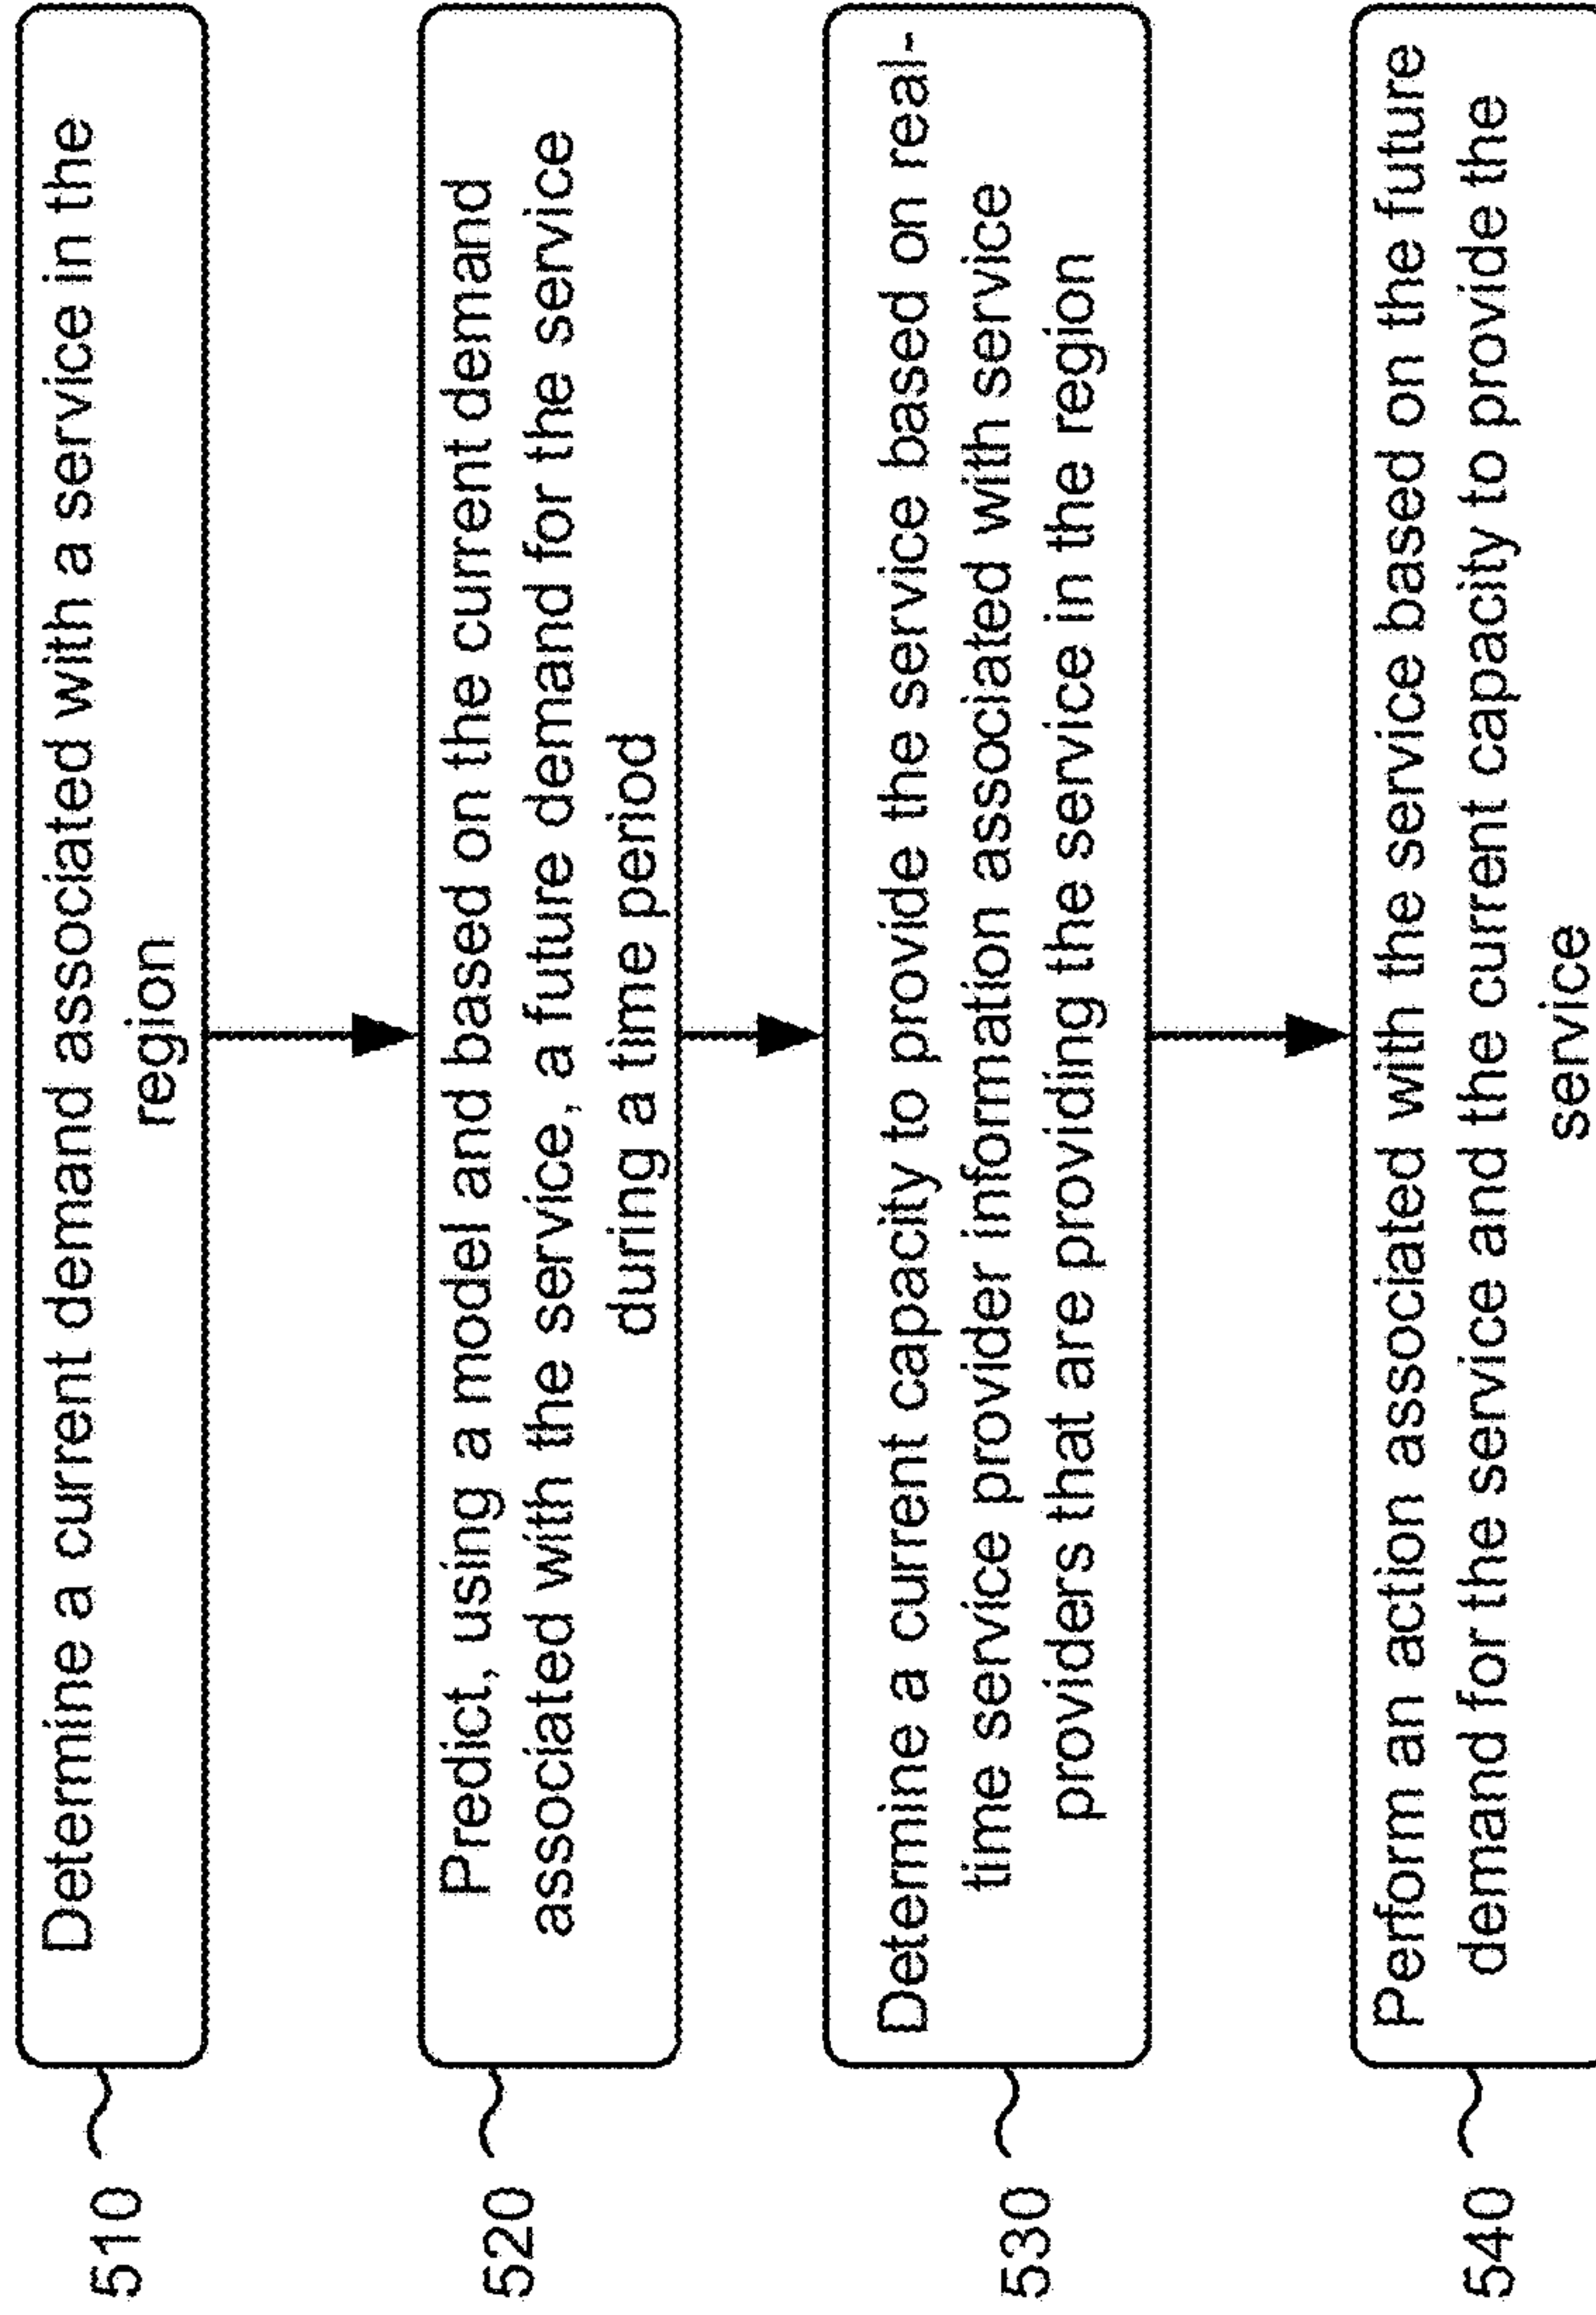 510
Determine a current demand associated with a service in the
region
520
Predict, using a model and based on the current demand
associated with the service, a future demand for the service
during a time period
530
Determine a current capacity to provide the service based on real-
time service provider information associated with service
providers that are providing the service in the region
540
Perform an action associated with the service based on the future
demand for the service and the current capacity to provide the
service